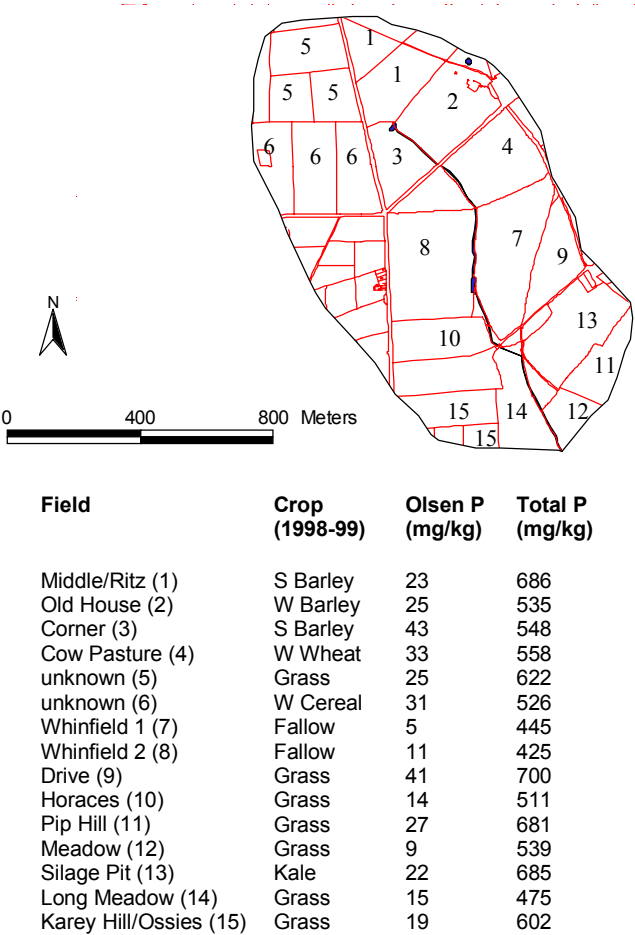 5 1
1
5 5 2
6 6 6 3 4
8 7 9
N
13
10
11
15 14 12
15
0 400 800 Meters
Field Crop (1998-99) Olsen P (mg/kg) Total P (mg/kg)
Middle/Ritz (1) S Barley 23 686
Old House (2) W Barley 25 535
Corner (3) S Barley 43 548
Cow Pasture (4) W Wheat 33 558
unknown (5) Grass 25 622
unknown (6) W Cereal 31 526
Whinfield 1 (7) Fallow 5 445
Whinfield 2 (8) Fallow 11 425
Drive (9) Grass 41 700
Horaces (10) Grass 14 511
Pip Hill (11) Grass 27 681
Meadow (12) Grass 9 539
Silage Pit (13) Kale 22 685
Long Meadow (14) Grass 15 475
Karey Hill/Ossies (15) Grass 19 602